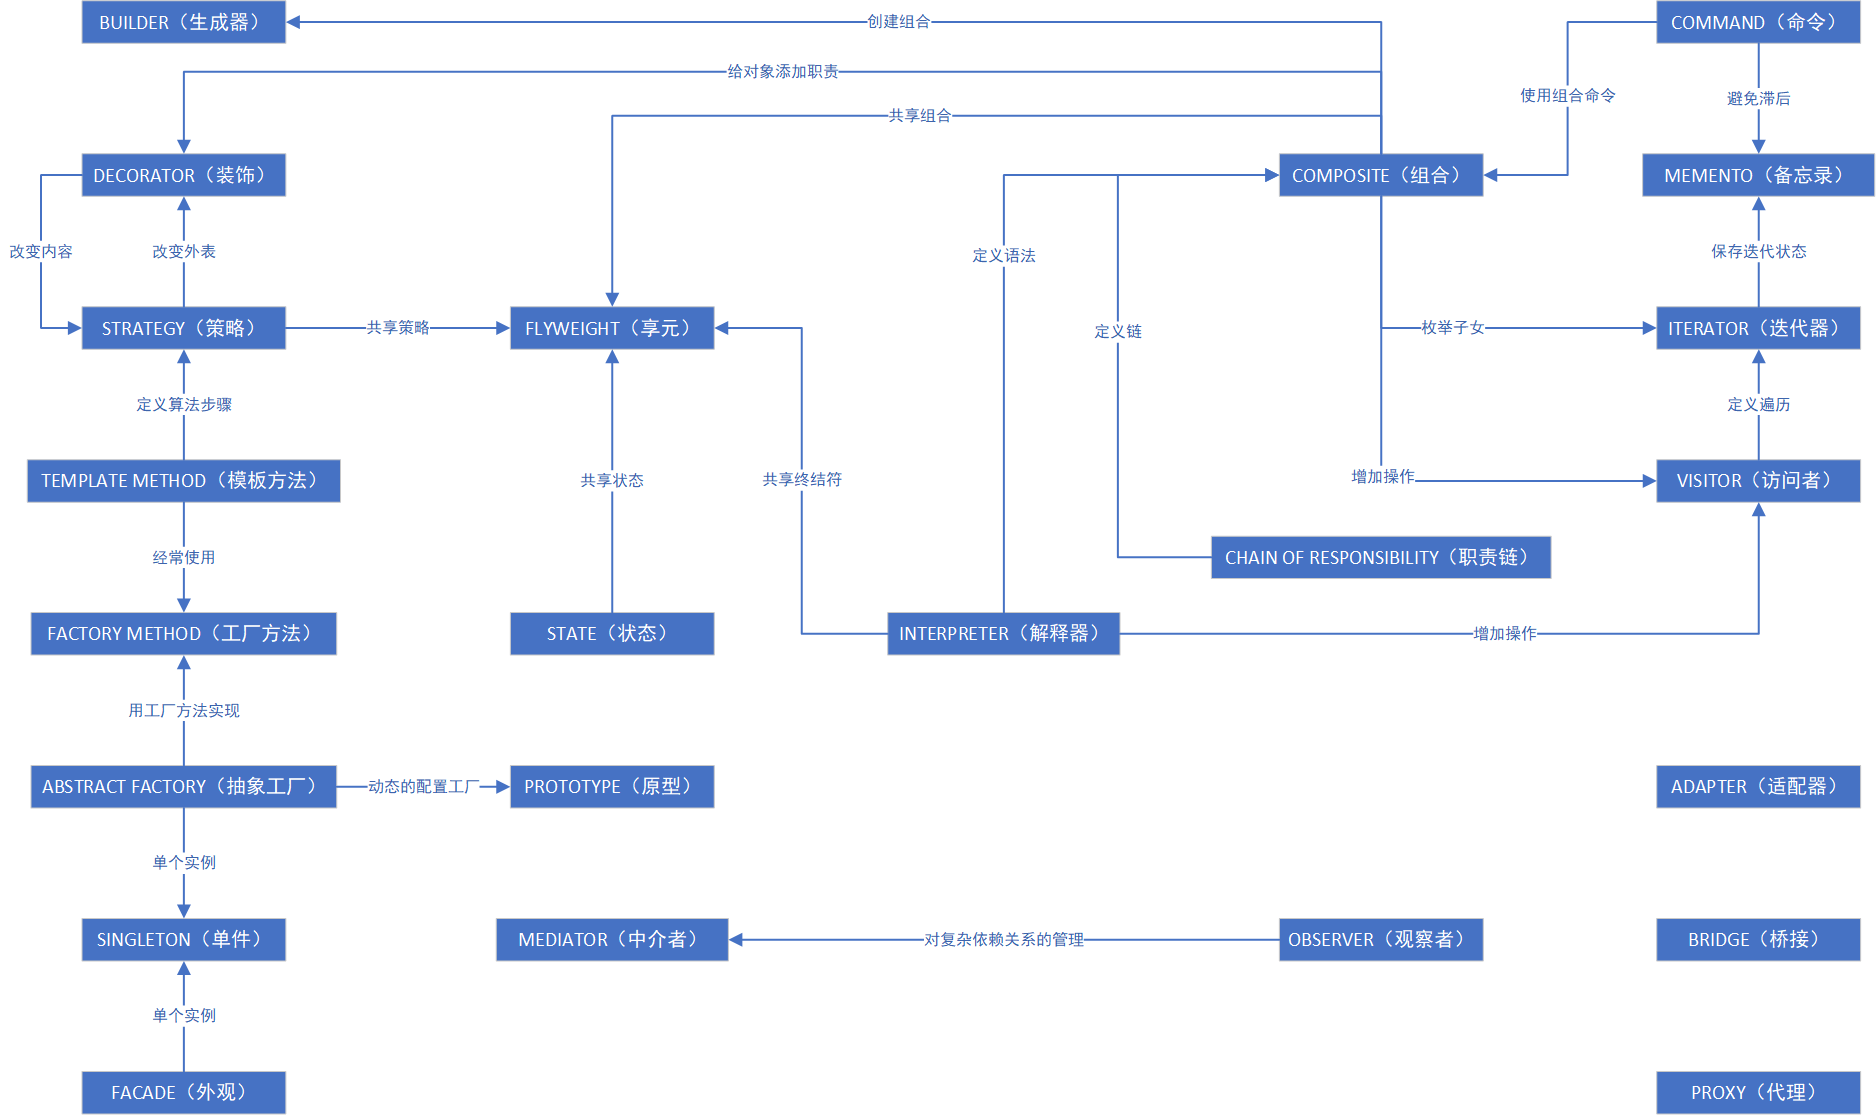 BUILDER（生成器）
创建组合
COMMAND（命令）
给对象添加职责
使用组合命令
避免滞后
共享组合
DECORATOR（装饰）
COMPOSITE（组合）
MEMENTO（备忘录）
改变内容
改变外表
定义语法
保存迭代状态
STRATEGY（策略）
共享策略
FLYWEIGHT（享元）
定义链
枚举子女
ITERATOR（迭代器）
定义算法步骤
定义遍历
TEMPLATE METHOD（模板方法）
共享状态
共享终结符
增加操作
VISITOR（访问者）
经常使用
CHAIN OF RESPONSIBILITY（职责链）
FACTORY METHOD（工厂方法）
STATE（状态）
INTERPRETER（解释器）
增加操作
用工厂方法实现
ABSTRACT FACTORY（抽象工厂）
动态的配置工厂
PROTOTYPE（原型）
ADAPTER（适配器）
单个实例
SINGLETON（单件）
MEDIATOR（中介者）
对复杂依赖关系的管理
OBSERVER（观察者）
BRIDGE（桥接）
单个实例
FACADE（外观）
PROXY（代理）